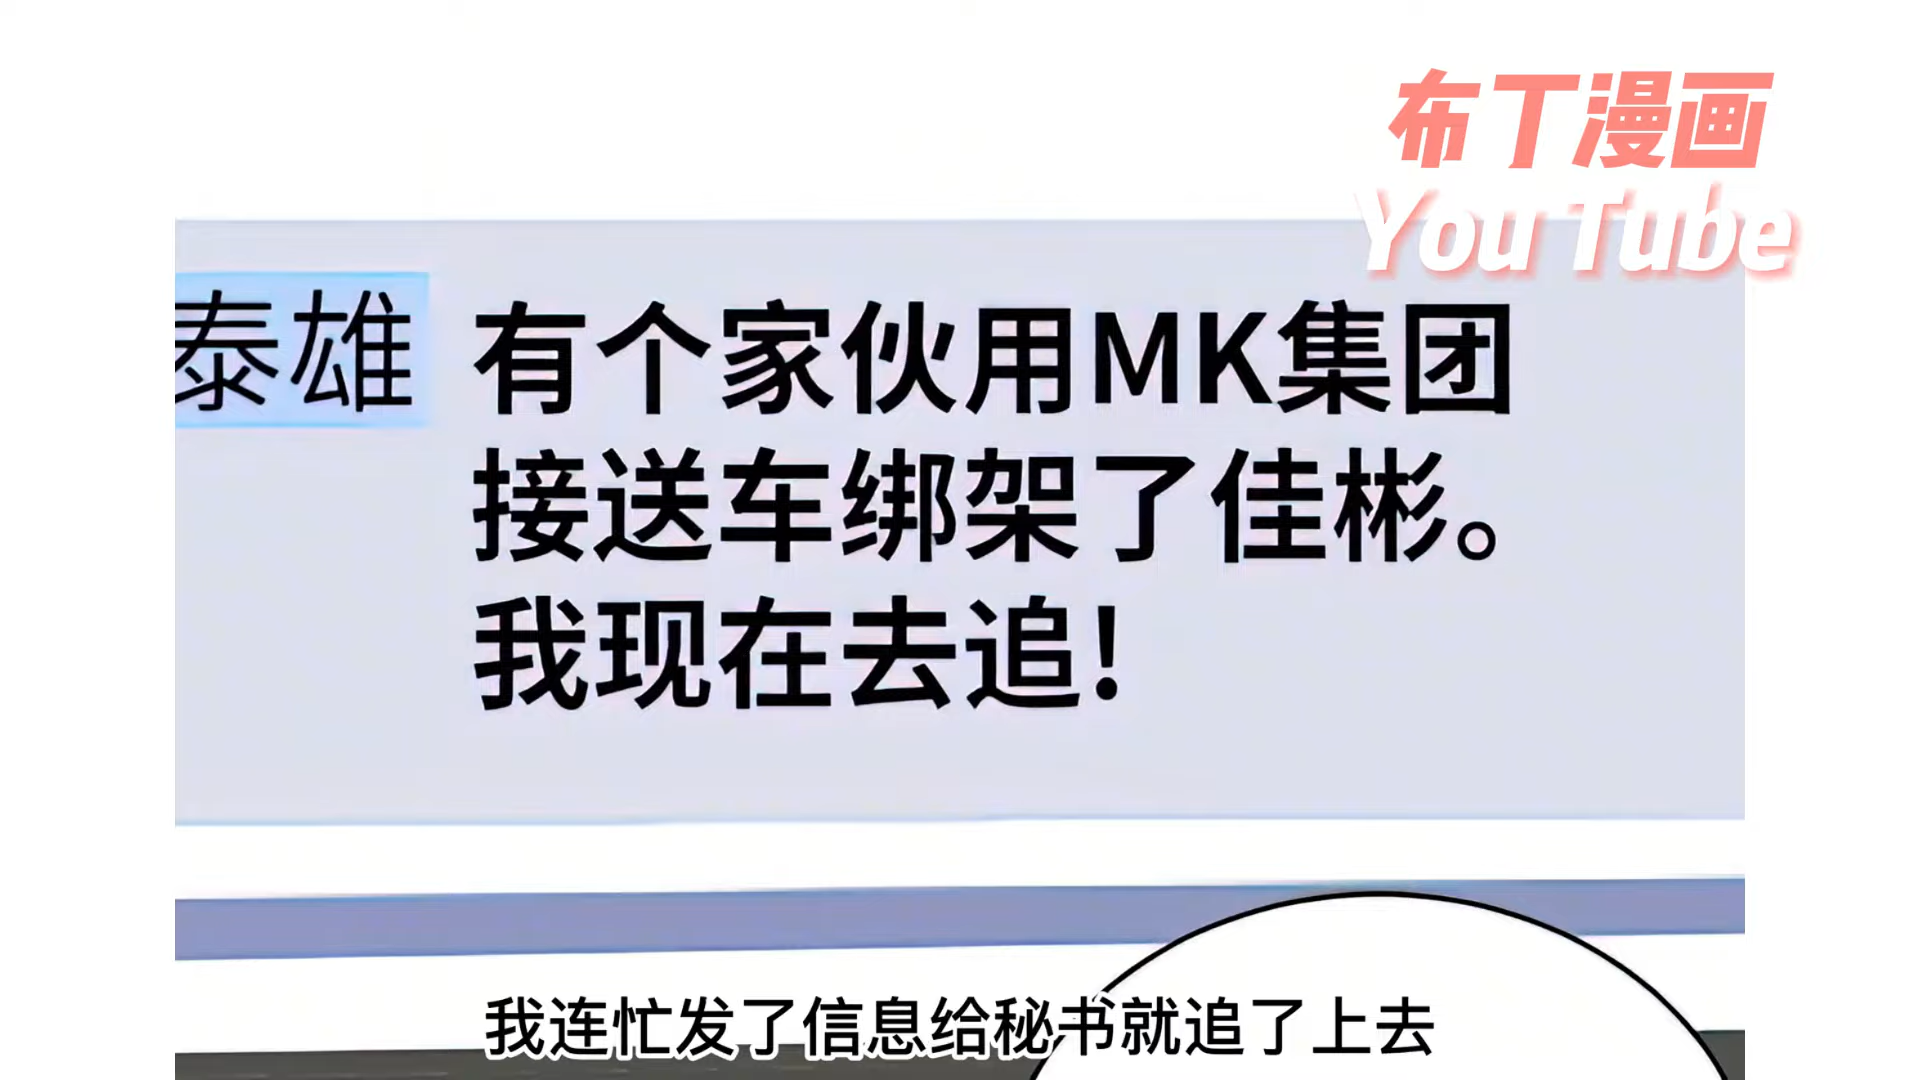 布丁漫画
YouTube
泰雄 有个家伙用MK集团
接送车绑架了佳彬。
我现在去追!
我连忙发了信息给秘书就追了上去